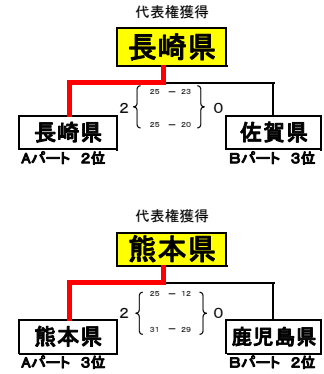 代表権獲得
長崎県
25 － 23
2 { } 0
25 － 20
長崎県 佐賀県
Aパート 2位 Bパート 3位
代表権獲得
熊本県
25 － 12
2 { } 0
31 － 29
熊本県 鹿児島県
Aパート 3位 Bパート 2位